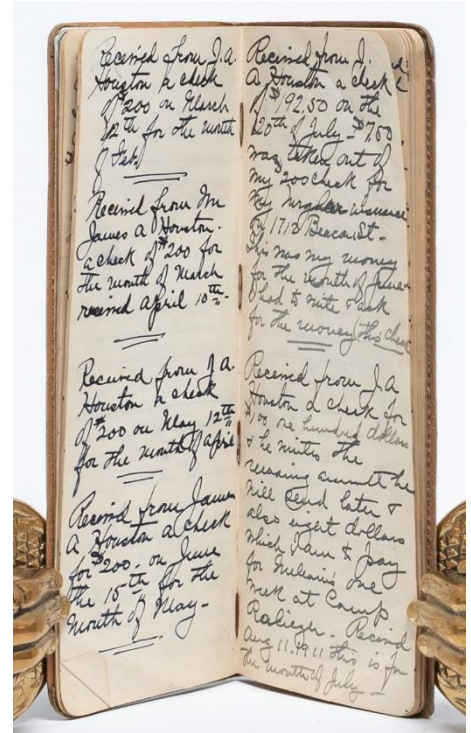 Received from J.A.
Houston a check
of $200 on March
12th for the month
of Feb.
Received from Mr
James A Houston.
a check of $200 for
the month of March
received April 10th -
Received from J A.
Houston a check
of $200 on May 12th
for the month of April
Received from James
A Houston a check
for $200 - on June
the 15th for the
month of May -
Received from J.
A Houston a check
of $192.50 on the
20th of July - $7.50
was taken out of
my 200 check for
my insurance
on 1712 Beacon St -
this was my money
for the month of June -
I had to write & ask
for the money this check
Received from J. A
Houston a check for
$100 one hundred dollars
& he writes the
remaining amount he
will send later &
also eight dollars
which I am to pay
for one
week at Camp
Received
Aug 11 - 1911 this is for
the month of July -